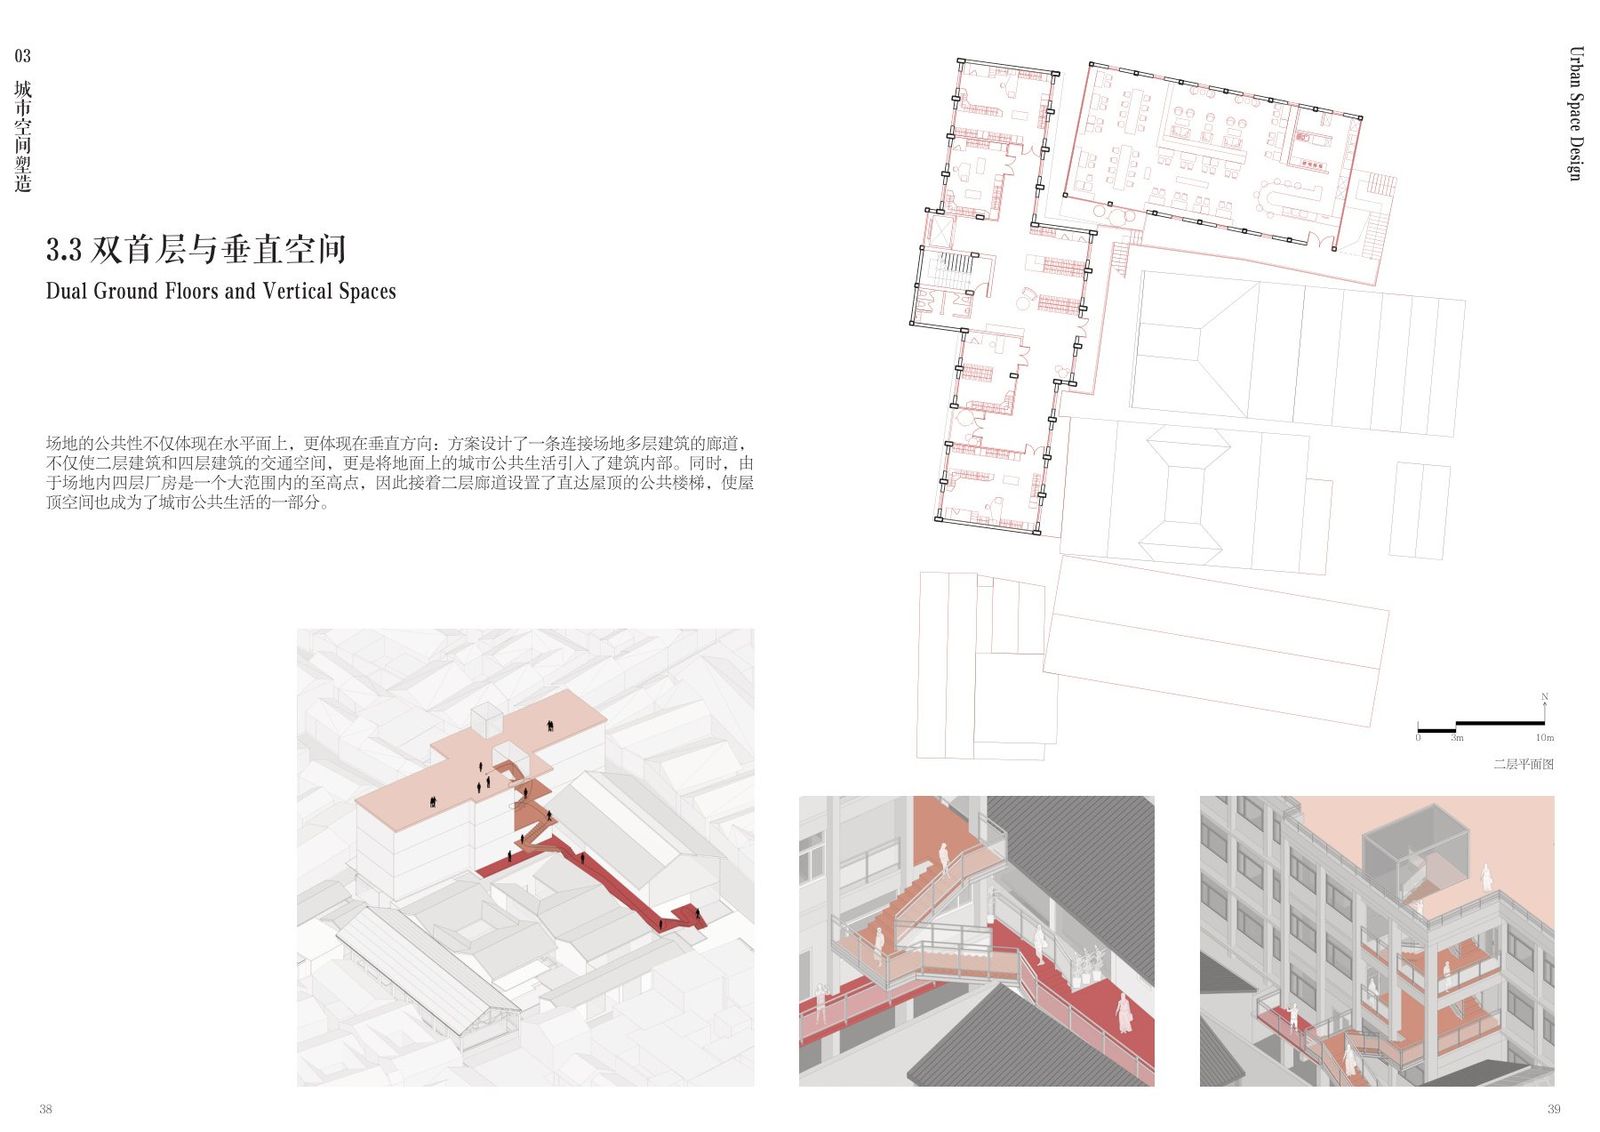 03 城市空间塑造
Urban Space Design
3.3 双首层与垂直空间
Dual Ground Floors and Vertical Spaces
场地的公共性不仅体现在水平面上，更体现在垂直方向：方案设计了一条连接场地多层建筑的廊道，
不仅使二层建筑和四层建筑的交通空间，更是将地面上的城市公共生活引入了建筑内部。同时，由
于场地内四层厂房是一个大范围内的至高点，因此接着二层廊道设置了直达屋顶的公共楼梯，使屋
顶空间也成为了城市公共生活的一部分。
N
0 3m 10m
二层平面图
38
39